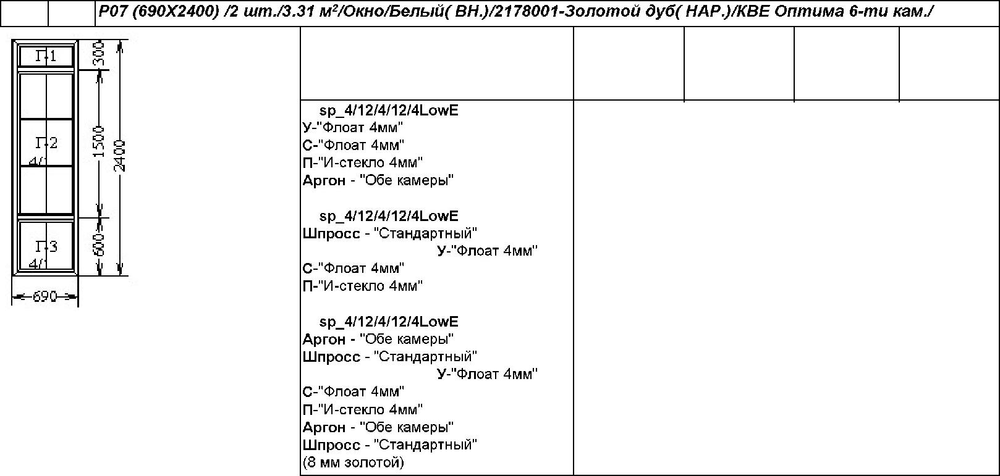 P07 (690X2400) /2 шт./3.31 м²/Окно/Белый( ВН.)/2178001-Золотой дуб( НАР.)/КВЕ Оптима 6-ти кам./
П-1
300
П-2
4/
1500
2400
П-3
4/
600
690
sp_4/12/4/12/4LowE
У-"Флоат 4мм"
С-"Флоат 4мм"
П-"И-стекло 4мм"
Аргон - "Обе камеры"
sp_4/12/4/12/4LowE
Шпросс - "Стандартный"
У-"Флоат 4мм"
С-"Флоат 4мм"
П-"И-стекло 4мм"
sp_4/12/4/12/4LowE
Аргон - "Обе камеры"
Шпросс - "Стандартный"
У-"Флоат 4мм"
С-"Флоат 4мм"
П-"И-стекло 4мм"
Аргон - "Обе камеры"
Шпросс - "Стандартный"
(8 мм золотой)